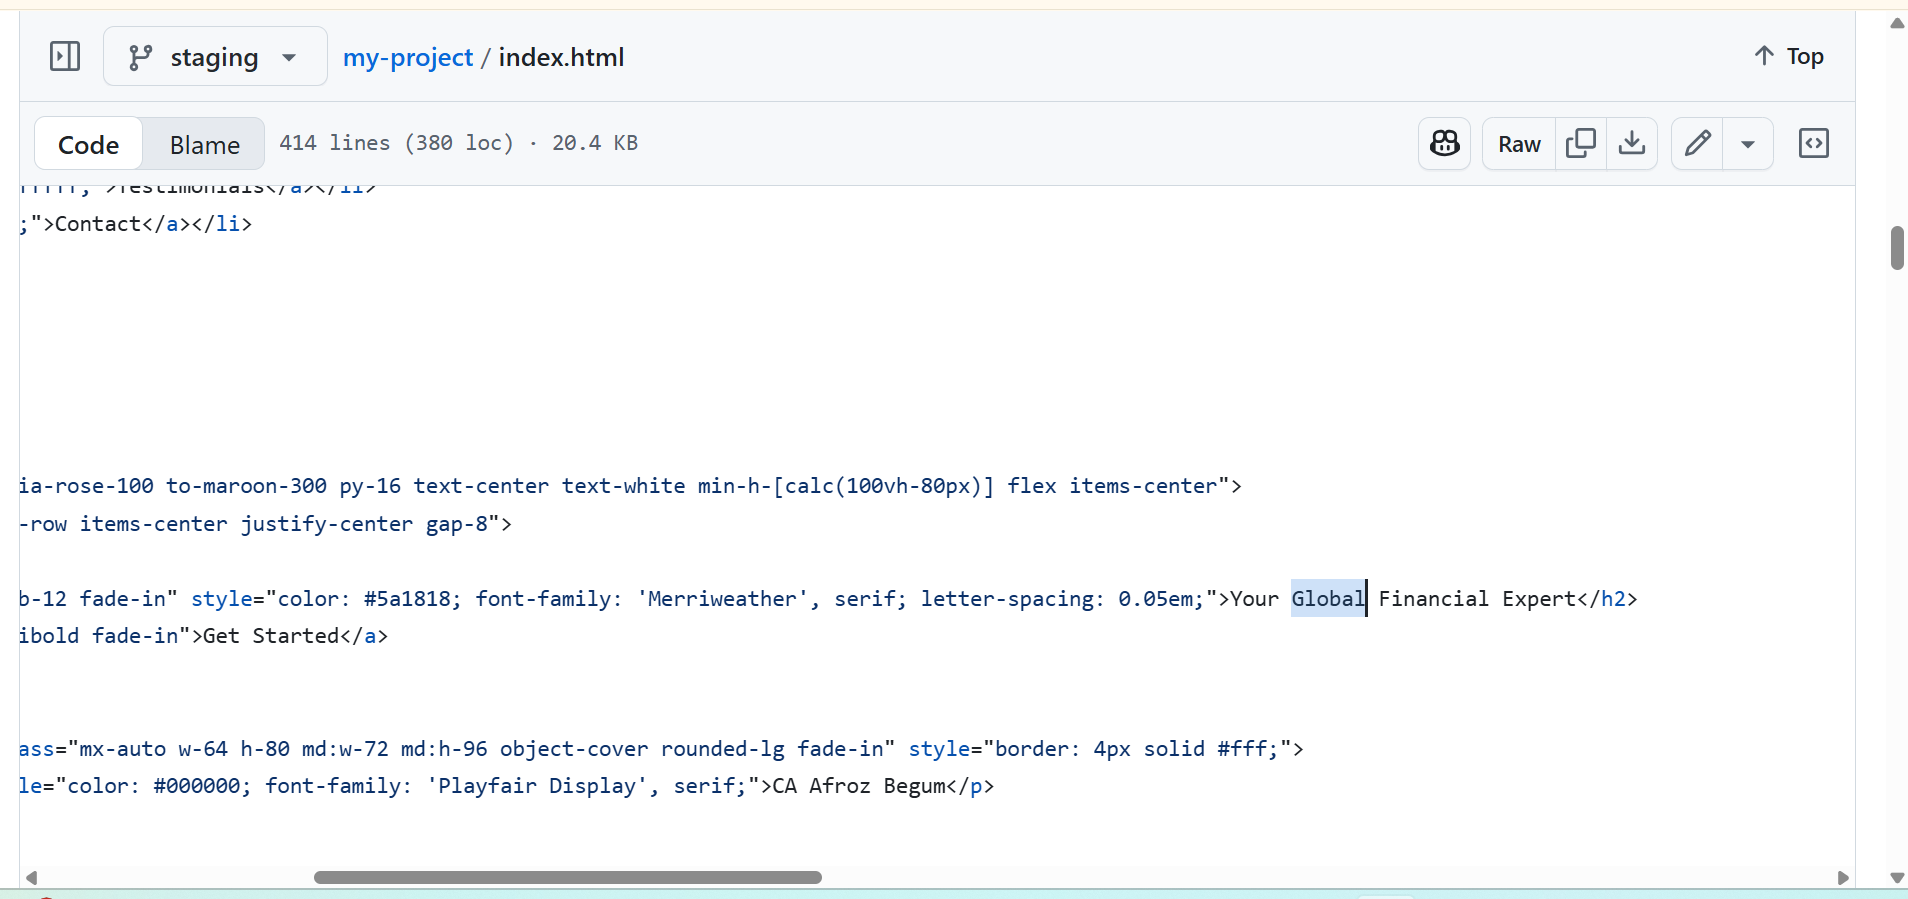 staging
my-project / index.html
Top
Code
Blame
414 lines (380 loc) · 20.4 KB
Raw
fffff;">Testimonials</a></li>
;">Contact</a></li>
ia-rose-100 to-maroon-300 py-16 text-center text-white min-h-[calc(100vh-80px)] flex items-center">
-row items-center justify-center gap-8">
b-12 fade-in" style="color: #5a1818; font-family: 'Merriweather', serif; letter-spacing: 0.05em;">Your Global Financial Expert</h2>
ibold fade-in">Get Started</a>
ass="mx-auto w-64 h-80 md:w-72 md:h-96 object-cover rounded-lg fade-in" style="border: 4px solid #fff;">
le="color: #000000; font-family: 'Playfair Display', serif;">CA Afroz Begum</p>